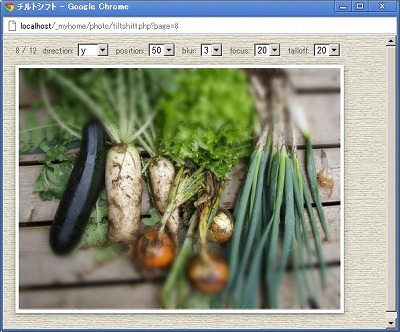 チルトシフト - Google Chrome
localhost/_myhome/photo/tiltshift.php?page=8
8 / 12 direction: y position: 50 blur: 3 focus: 20 falloff: 20